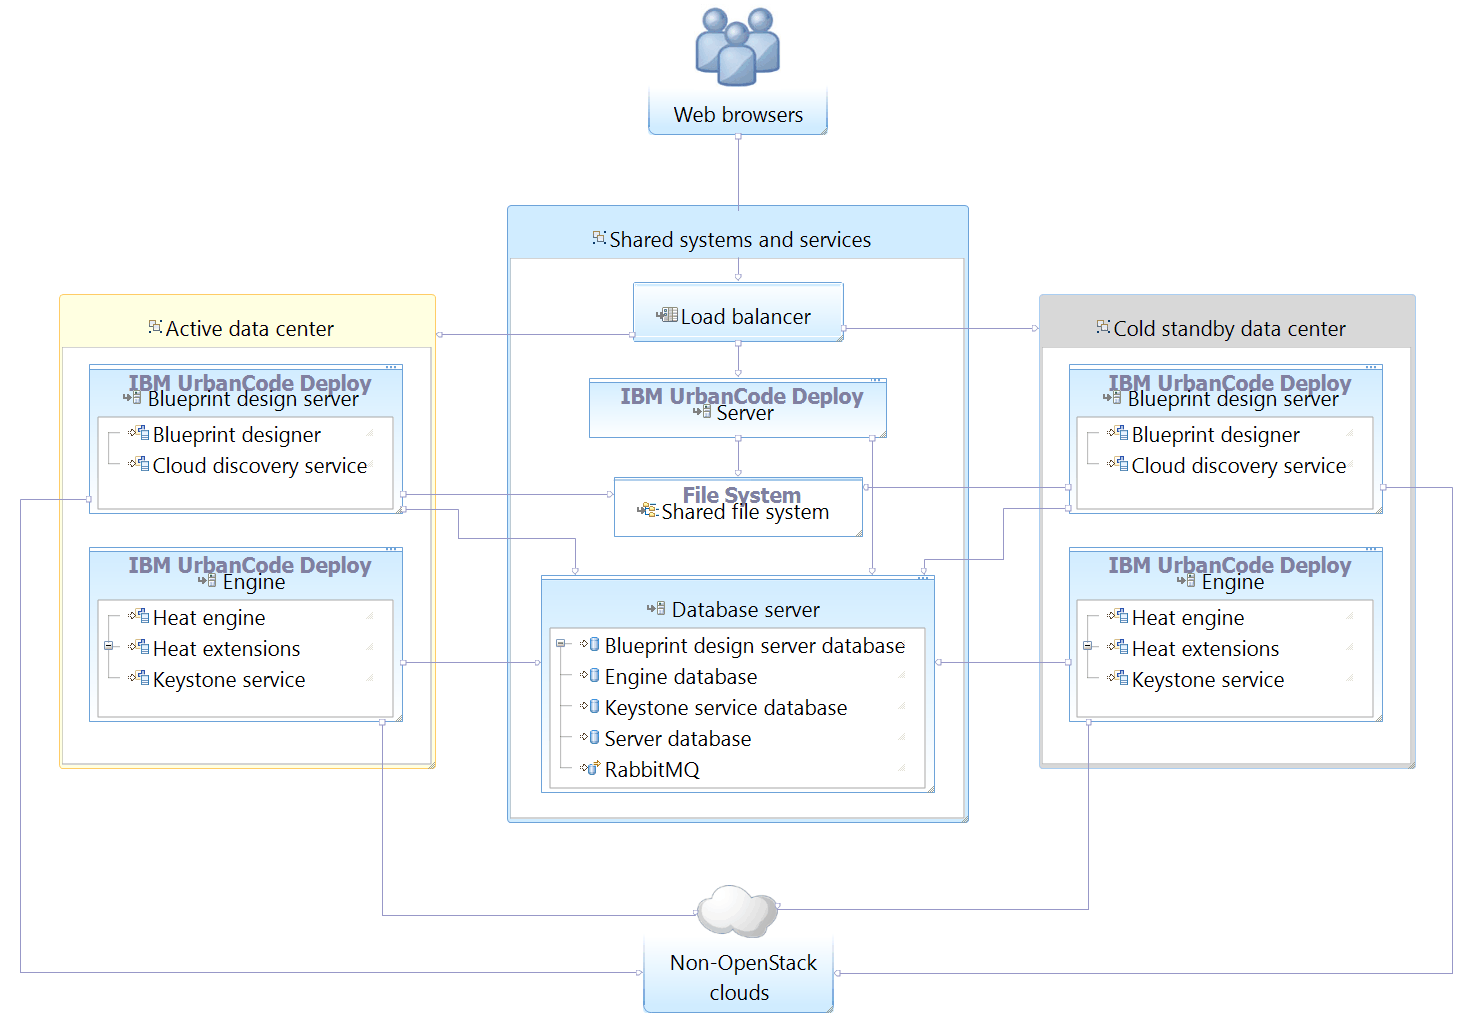 Web browsers
Shared systems and services
Load balancer
IBM UrbanCode Deploy
Server
File System
Shared file system
Database server
Blueprint design server database
Engine database
Keystone service database
Server database
RabbitMQ
Active data center
IBM UrbanCode Deploy
Blueprint design server
Blueprint designer
Cloud discovery service
IBM UrbanCode Deploy
Engine
Heat engine
Heat extensions
Keystone service
Cold standby data center
IBM UrbanCode Deploy
Blueprint design server
Blueprint designer
Cloud discovery service
IBM UrbanCode Deploy
Engine
Heat engine
Heat extensions
Keystone service
Non-OpenStack
clouds